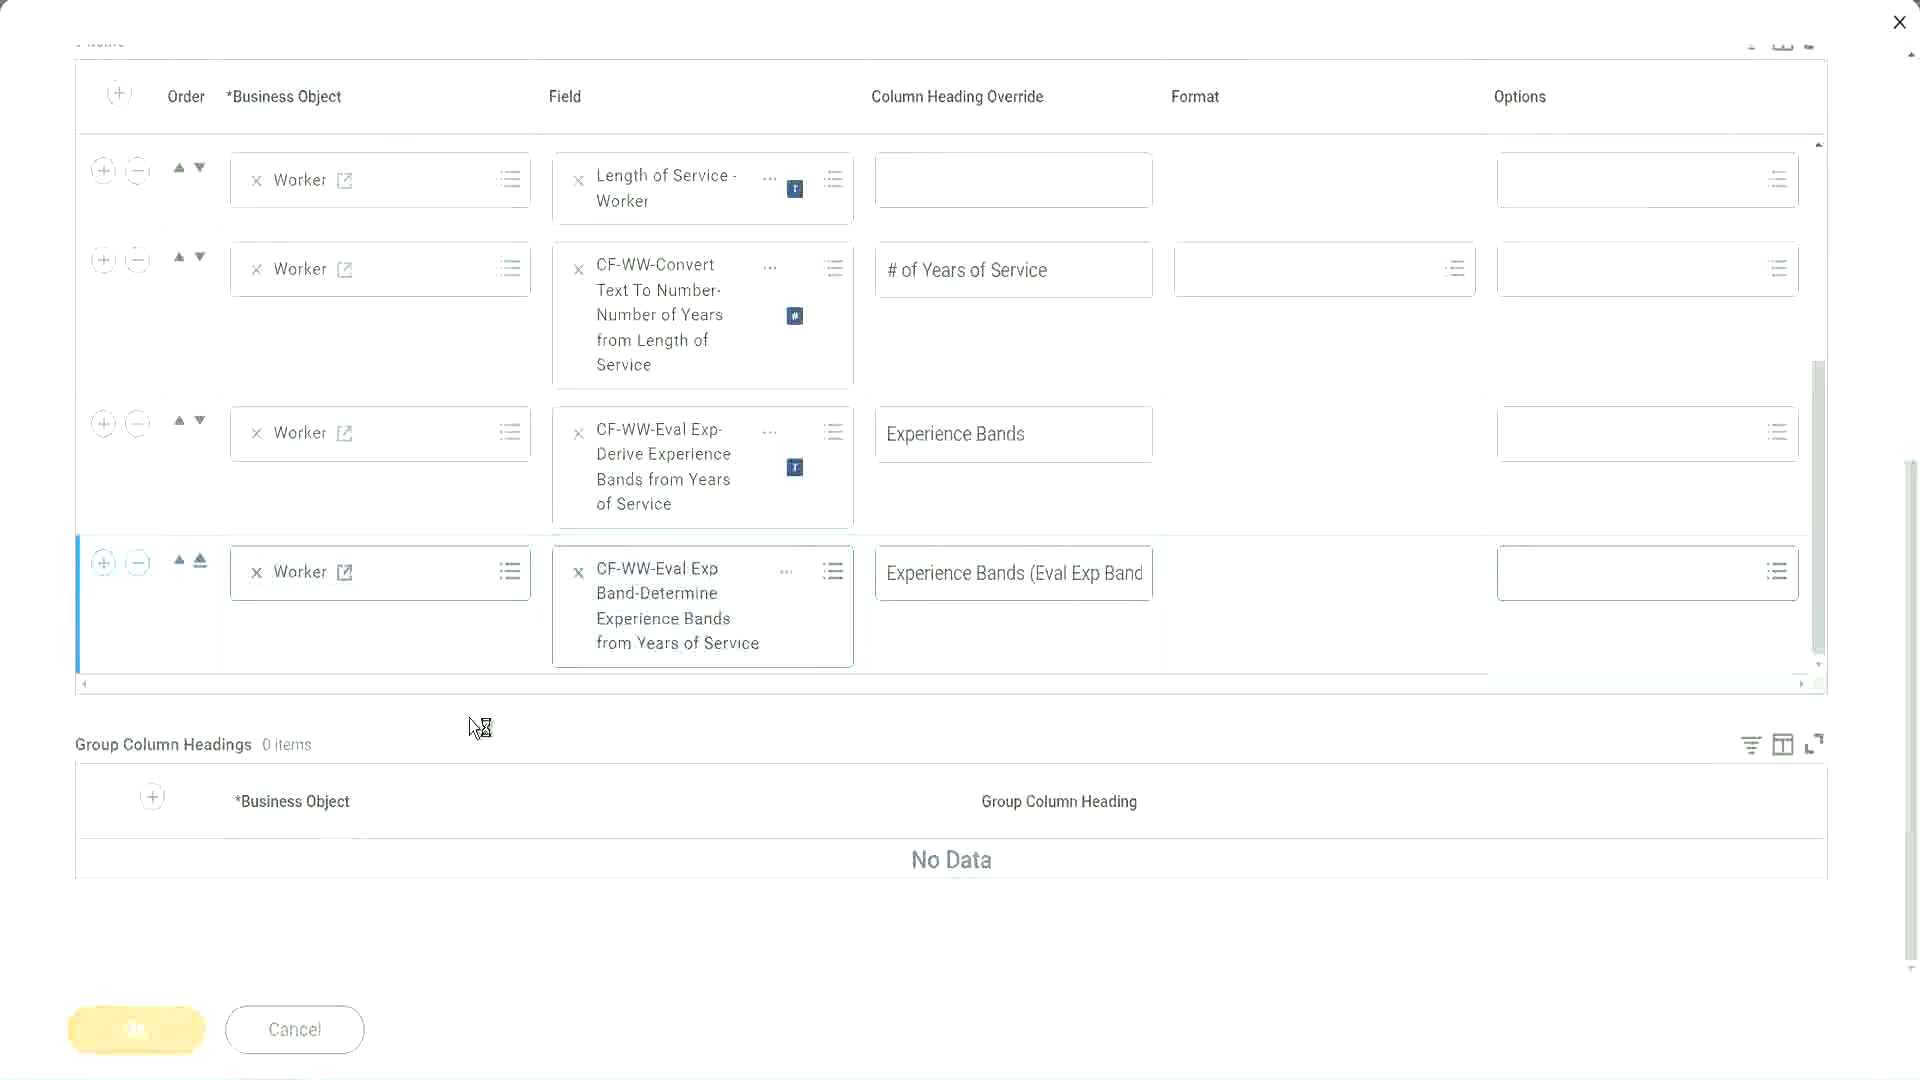 Order *Business Object Field Column Heading Override Format Options
Worker
Length of Service -
Worker
T
Worker
CF-WW-Convert
Text To Number-
Number of Years
from Length of
Service
#
# of Years of Service
Worker
CF-WW-Eval Exp-
Derive Experience
Bands from Years
of Service
T
Experience Bands
Worker
CF-WW-Eval Exp
Band-Determine
Experience Bands
from Years of Service
Experience Bands (Eval Exp Band
Group Column Headings 0 items
*Business Object Group Column Heading
No Data
Cancel